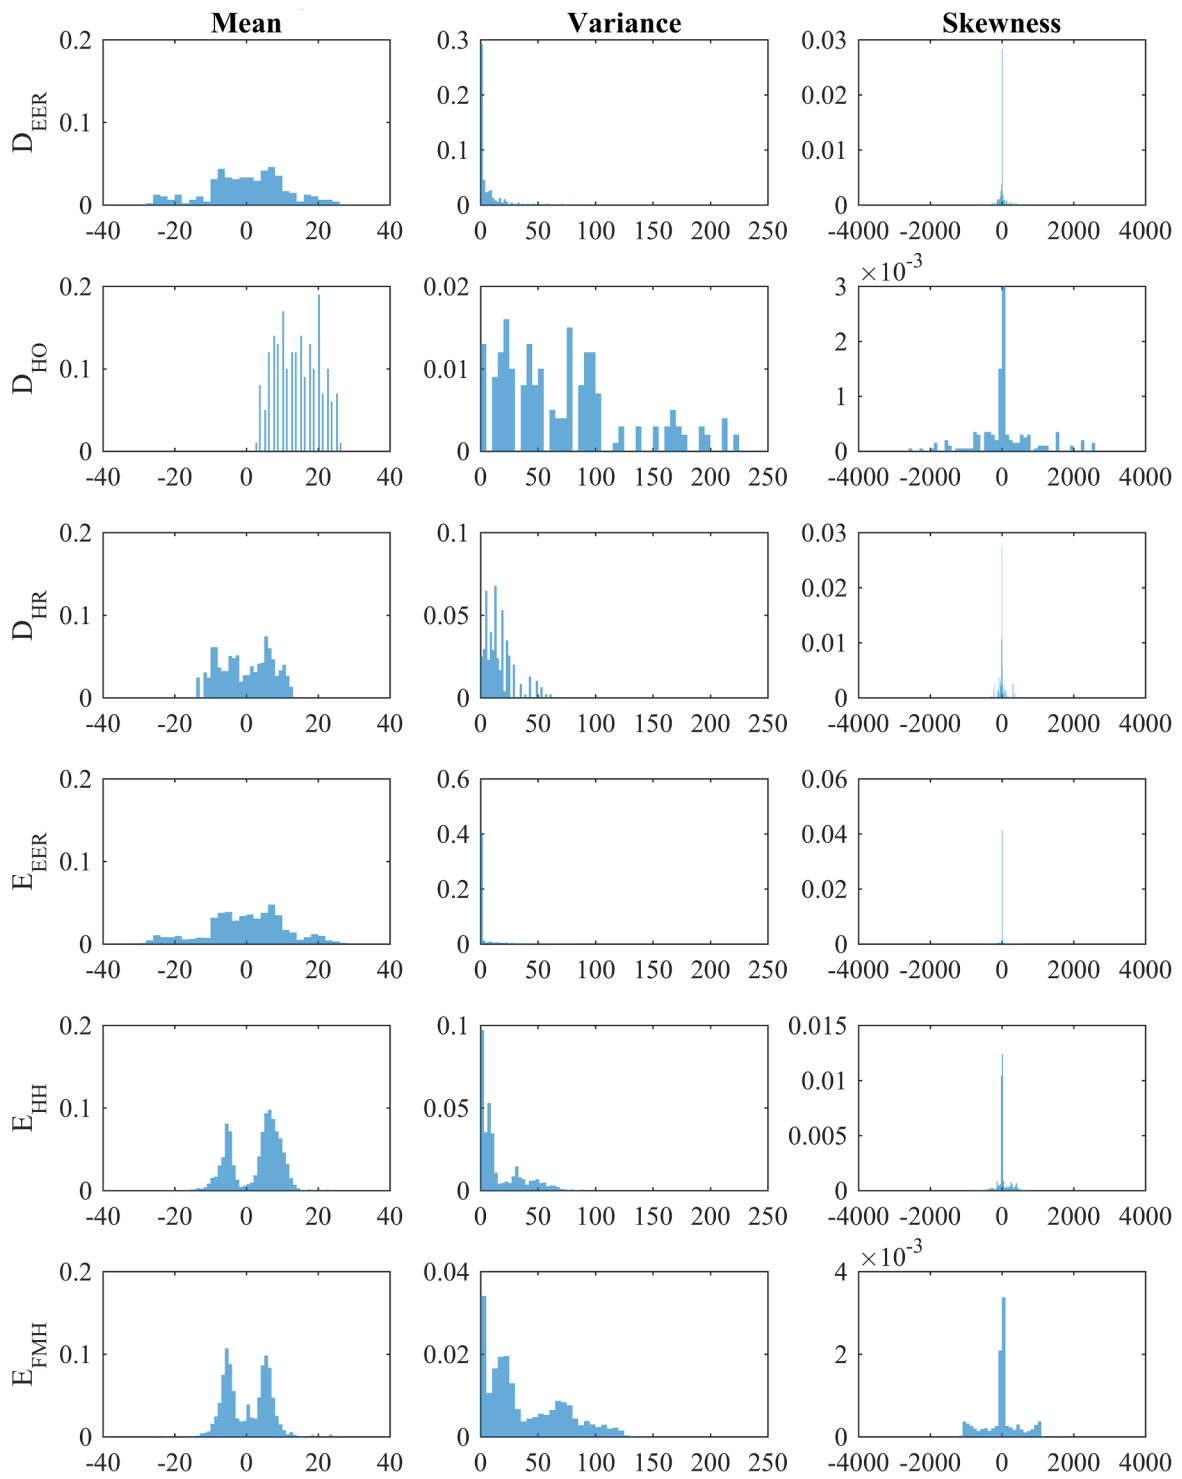 Mean Variance Skewness
0.2 0.3 0.03
0.2 0.02
D_EER 0.1 0.1 0.01
0 0 0
-40 -20 0 20 40 0 50 100 150 200 250 -4000 -2000 0 2000 4000
×10^-3
0.2 0.02 3
2
D_HO 0.1 0.01
1
0 0 0
-40 -20 0 20 40 0 50 100 150 200 250 -4000 -2000 0 2000 4000
0.2 0.1 0.03
0.02
D_HR 0.1 0.05
0.01
0 0 0
-40 -20 0 20 40 0 50 100 150 200 250 -4000 -2000 0 2000 4000
0.2 0.6 0.06
0.4 0.04
E_EER 0.1 0.2 0.02
0 0 0
-40 -20 0 20 40 0 50 100 150 200 250 -4000 -2000 0 2000 4000
0.2 0.1 0.015
0.01
E_HH 0.1 0.05
0.005
0 0 0
-40 -20 0 20 40 0 50 100 150 200 250 -4000 -2000 0 2000 4000
×10^-3
0.2 0.04 4
E_FMH 0.1 0.02 2
0 0 0
-40 -20 0 20 40 0 50 100 150 200 250 -4000 -2000 0 2000 4000